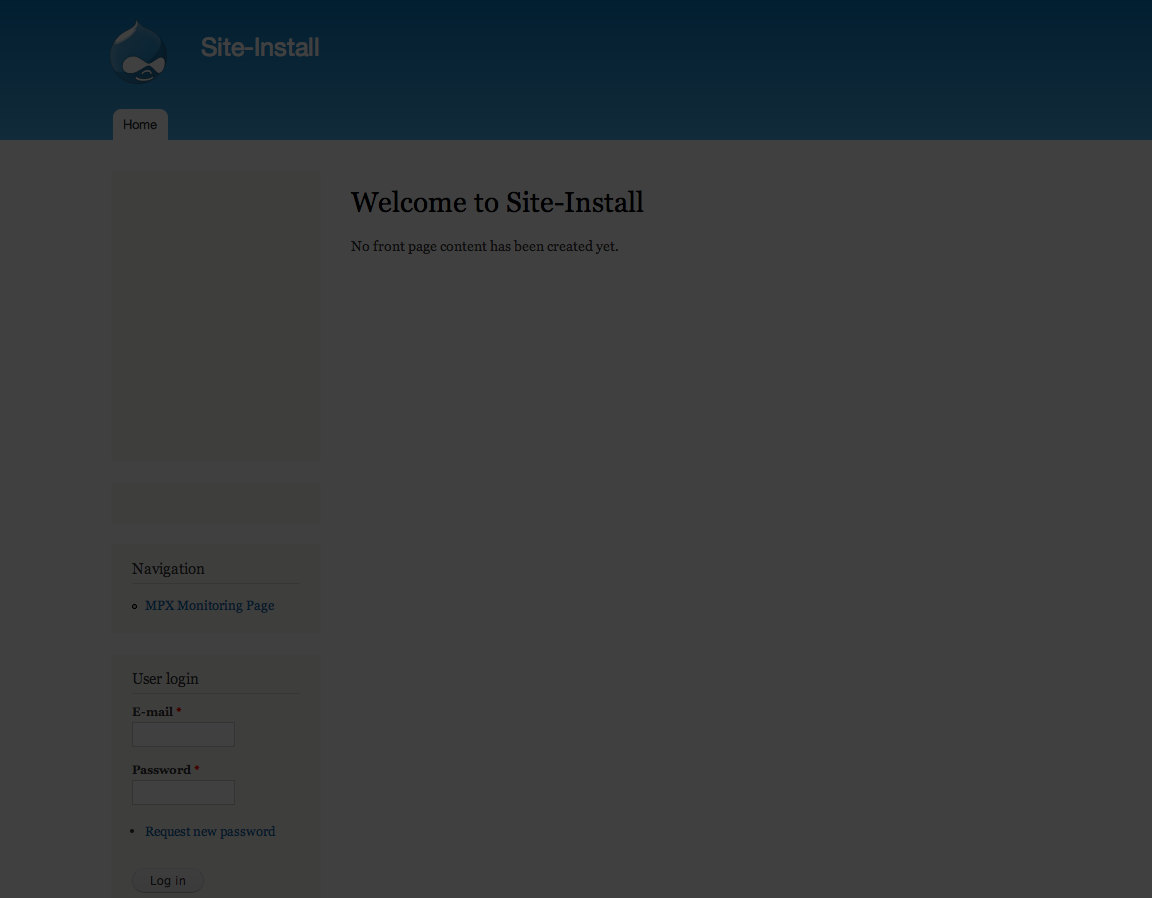 Site-Install
Home
Welcome to Site-Install
No front page content has been created yet.
Navigation
MPX Monitoring Page
User login
E-mail *
Password *
Request new password
Log in